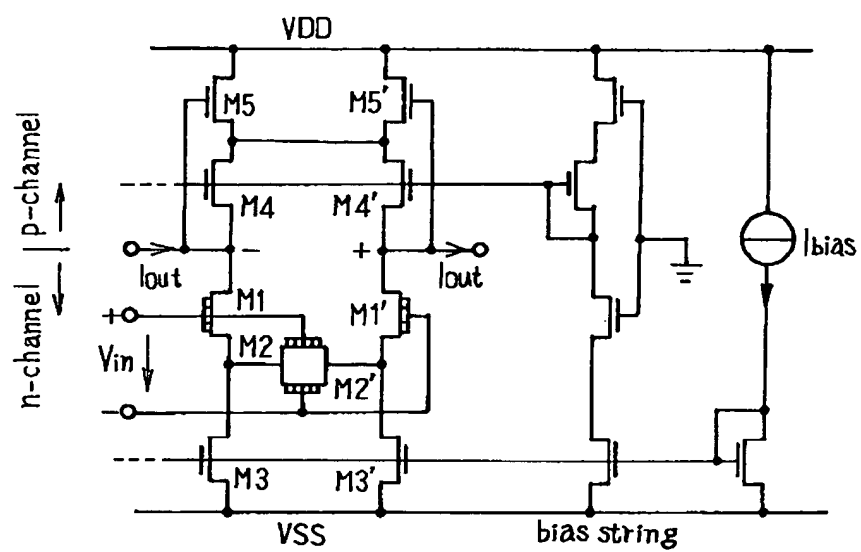 VDD
M5
M5'
p-channel
M4
M4'
−
+
Iout
Iout
Ibias
n-channel
M1
M1'
+
M2
Vin
M2'
−
M3
M3'
VSS
bias string